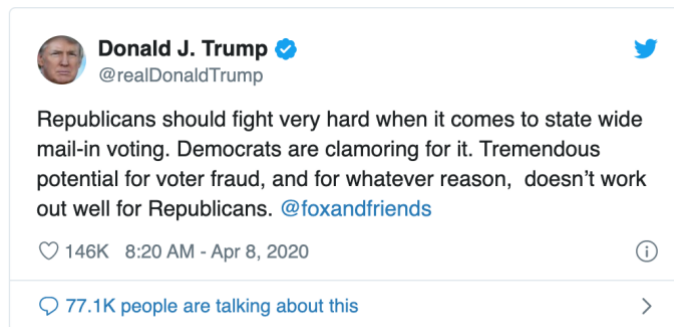 Donald J. Trump
@realDonaldTrump
Republicans should fight very hard when it comes to state wide
mail-in voting. Democrats are clamoring for it. Tremendous
potential for voter fraud, and for whatever reason,  doesn’t work
out well for Republicans. @foxandfriends
146K 8:20 AM - Apr 8, 2020
77.1K people are talking about this